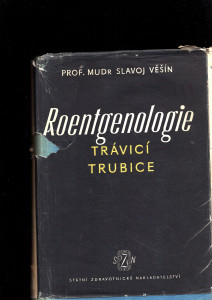 PROF. MUDR SLAVOJ VĚŠÍN
Roentgenologie
TRÁVICÍ
TRUBICE
SZN
STÁTNÍ ZDRAVOTNICKÉ NAKLADATELSTVÍ